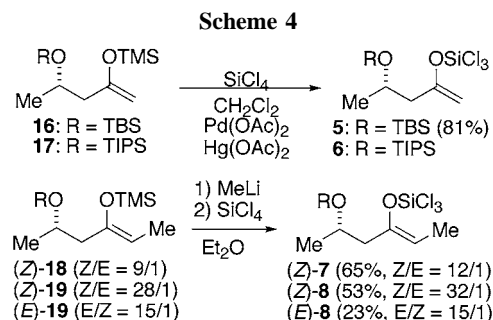 Scheme 4
RO OTMS
Me
SiCl4
CH2Cl2
Pd(OAc)2
Hg(OAc)2
RO OSiCl3
Me
16: R = TBS
17: R = TIPS
5: R = TBS (81%)
6: R = TIPS
RO OTMS
Me Me
1) MeLi
2) SiCl4
Et2O
RO OSiCl3
Me Me
(Z)-18 (Z/E = 9/1)
(Z)-19 (Z/E = 28/1)
(E)-19 (E/Z = 15/1)
(Z)-7 (65%, Z/E = 12/1)
(Z)-8 (53%, Z/E = 32/1)
(E)-8 (23%, E/Z = 15/1)